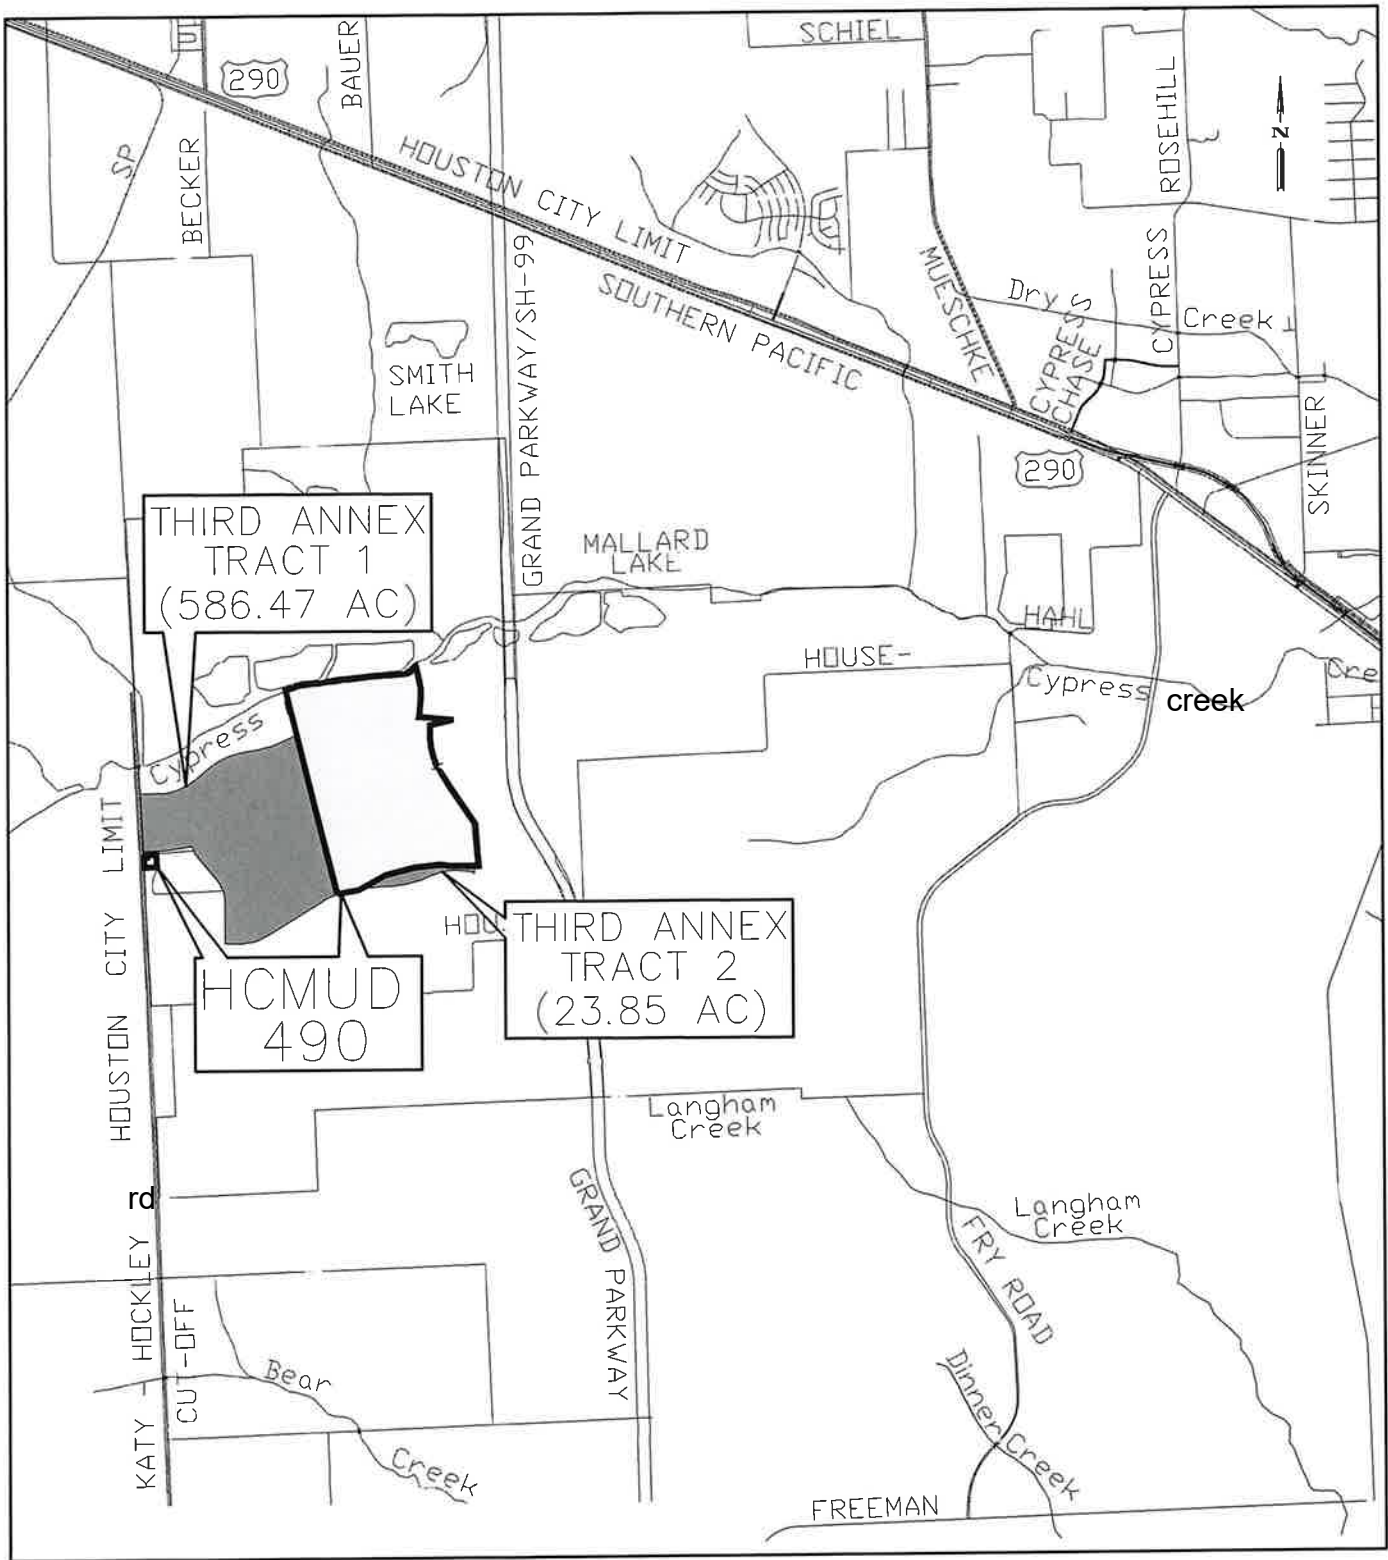 SCHIEL
BAUER
290
ROSEHILL
N
SP
BECKER
HOUSTON CITY LIMIT
SOUTHERN PACIFIC
GRAND PARKWAY/SH-99
MUESCHKE
Dry
Creek
CYPRESS
CYPRESS
CHASE
SMITH
LAKE
290
SKINNER
THIRD ANNEX
TRACT 1
(586.47 AC)
MALLARD
LAKE
HAHL
HOUSE-
Cypress
creek
Cre
Cypress
HOUSTON CITY LIMIT
HOU
THIRD ANNEX
TRACT 2
(23.85 AC)
HCMUD
490
Langham
Creek
rd
Langham
Creek
GRAND PARKWAY
FRY ROAD
KATY - HOCKLEY
CUT-OFF
Bear
Creek
Dinner Creek
FREEMAN